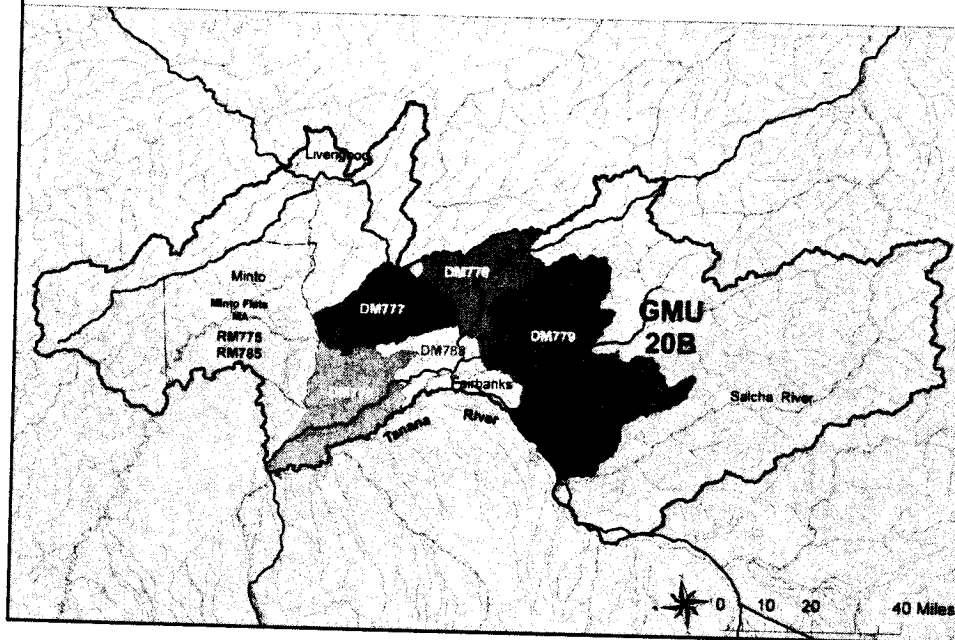 Livengood
Minto
Minto Flats
MA
RM775
RM785
DM777
DM778
DM779
DM788
Fairbanks
Tanana River
GMU
20B
Salcha River
0 10 20 40 Miles